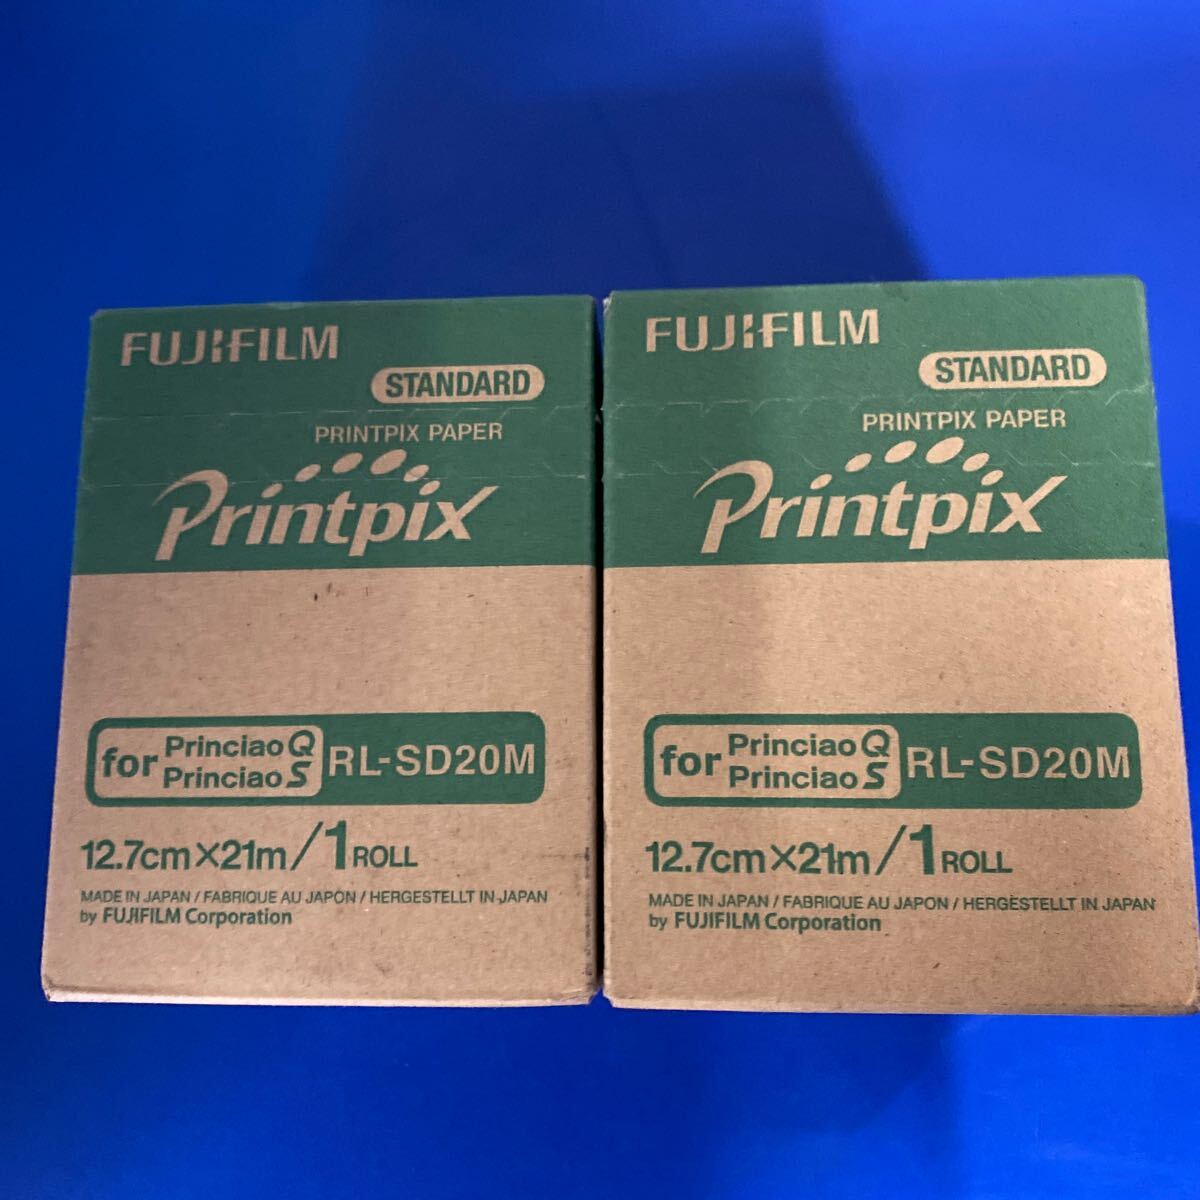 FUJIFILM
STANDARD
PRINTPIX PAPER
Printpix
for Princiao Q
Princiao S
RL-SD20M
12.7cm×21m/1 ROLL
MADE IN JAPAN / FABRIQUE AU JAPON / HERGESTELLT IN JAPAN
by FUJIFILM Corporation
FUJIFILM
STANDARD
PRINTPIX PAPER
Printpix
for Princiao Q
Princiao S
RL-SD20M
12.7cm×21m/1 ROLL
MADE IN JAPAN / FABRIQUE AU JAPON / HERGESTELLT IN JAPAN
by FUJIFILM Corporation